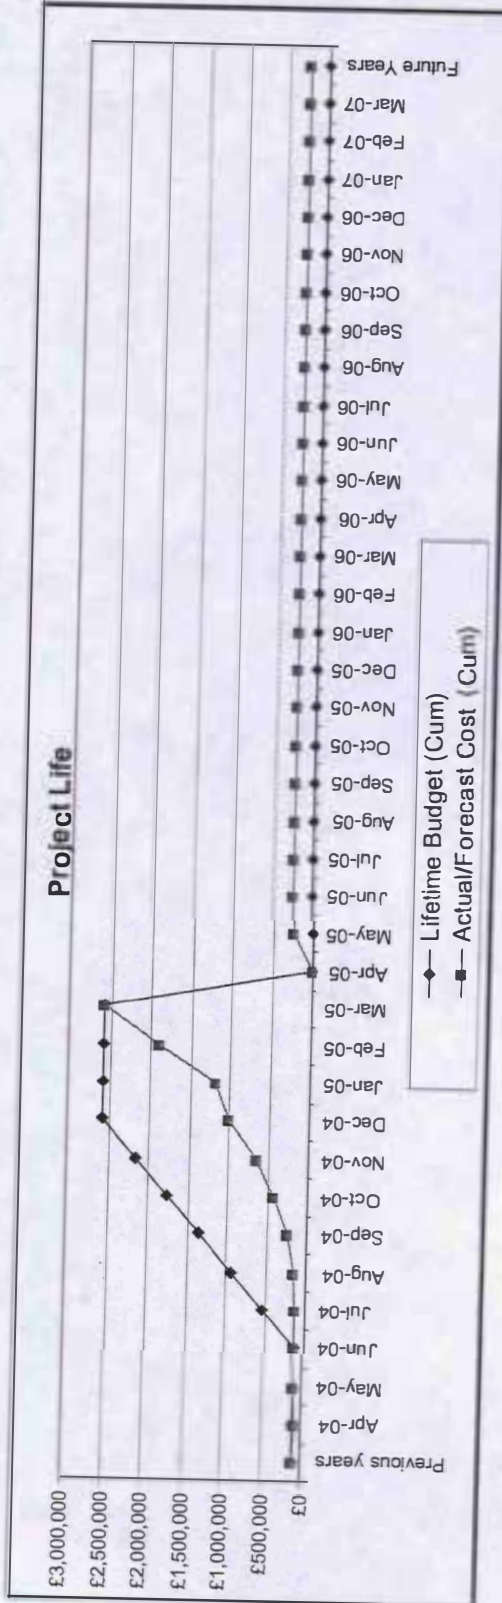 Project Life
£3,000,000
£2,500,000
£2,000,000
£1,500,000
£1,000,000
£500,000
£0
Previous years
Apr-04
May-04
Jun-04
Jul-04
Aug-04
Sep-04
Oct-04
Nov-04
Dec-04
Jan-05
Feb-05
Mar-05
Apr-05
May-05
Jun-05
Jul-05
Aug-05
Sep-05
Oct-05
Nov-05
Dec-05
Jan-06
Feb-06
Mar-06
Apr-06
May-06
Jun-06
Jul-06
Aug-06
Sep-06
Oct-06
Nov-06
Dec-06
Jan-07
Feb-07
Mar-07
Future Years
Lifetime Budget (Cum)
Actual/Forecast Cost (Cum)